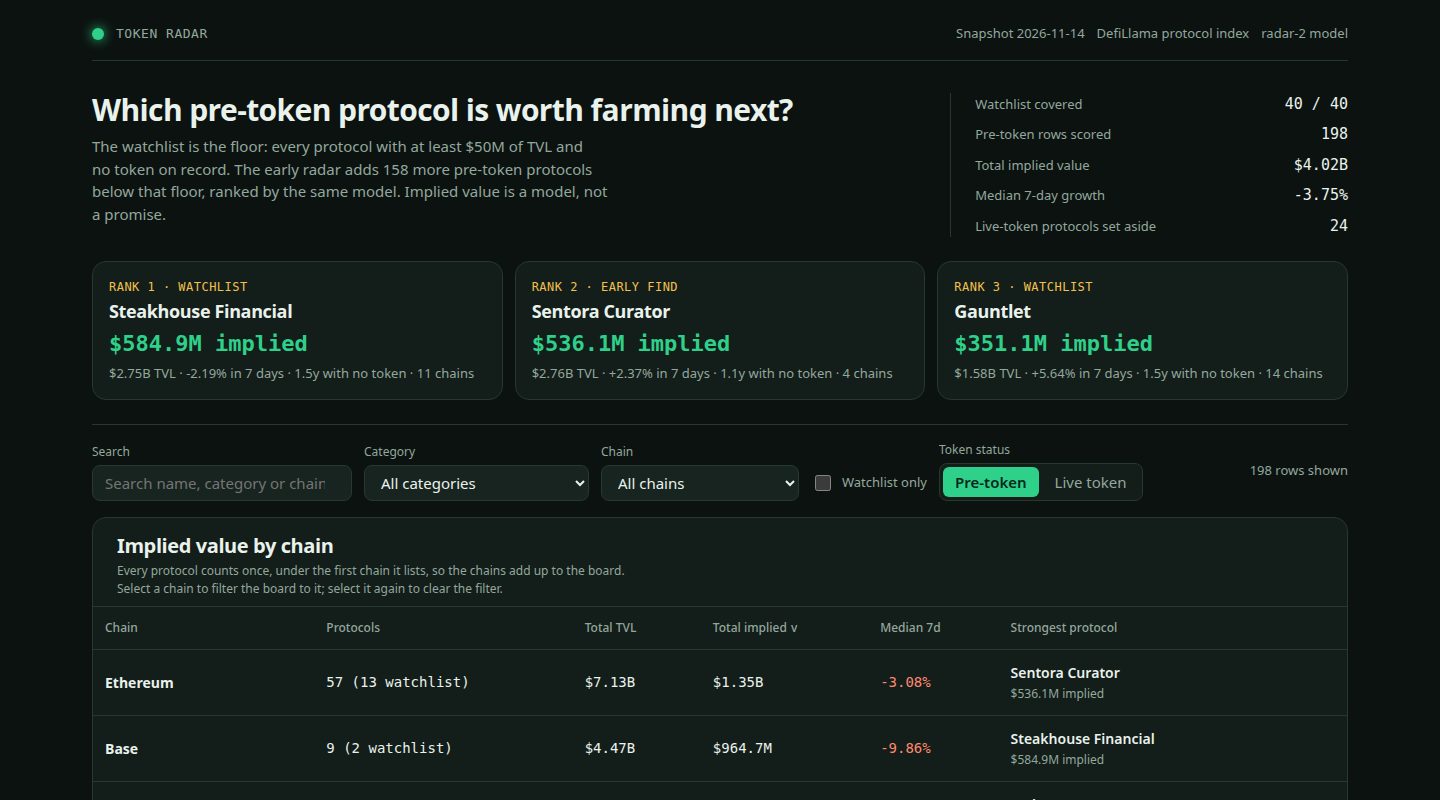 TOKEN RADAR
Snapshot 2026-11-14 DefiLlama protocol index radar-2 model
Which pre-token protocol is worth farming next?
The watchlist is the floor: every protocol with at least $50M of TVL and
no token on record. The early radar adds 158 more pre-token protocols
below that floor, ranked by the same model. Implied value is a model, not
a promise.
Watchlist covered 40 / 40
Pre-token rows scored 198
Total implied value $4.02B
Median 7-day growth -3.75%
Live-token protocols set aside 24
RANK 1 · WATCHLIST
Steakhouse Financial
$584.9M implied
$2.75B TVL · -2.19% in 7 days · 1.5y with no token · 11 chains
RANK 2 · EARLY FIND
Sentora Curator
$536.1M implied
$2.76B TVL · +2.37% in 7 days · 1.1y with no token · 4 chains
RANK 3 · WATCHLIST
Gauntlet
$351.1M implied
$1.58B TVL · +5.64% in 7 days · 1.5y with no token · 14 chains
Search
Search name, category or chain
Category
All categories
Chain
All chains
Watchlist only
Token status
Pre-token Live token
198 rows shown
Implied value by chain
Every protocol counts once, under the first chain it lists, so the chains add up to the board.
Select a chain to filter the board to it; select it again to clear the filter.
Chain Protocols Total TVL Total implied v Median 7d Strongest protocol
Ethereum 57 (13 watchlist) $7.13B $1.35B -3.08% Sentora Curator
$536.1M implied
Base 9 (2 watchlist) $4.47B $964.7M -9.86% Steakhouse Financial
$584.9M implied